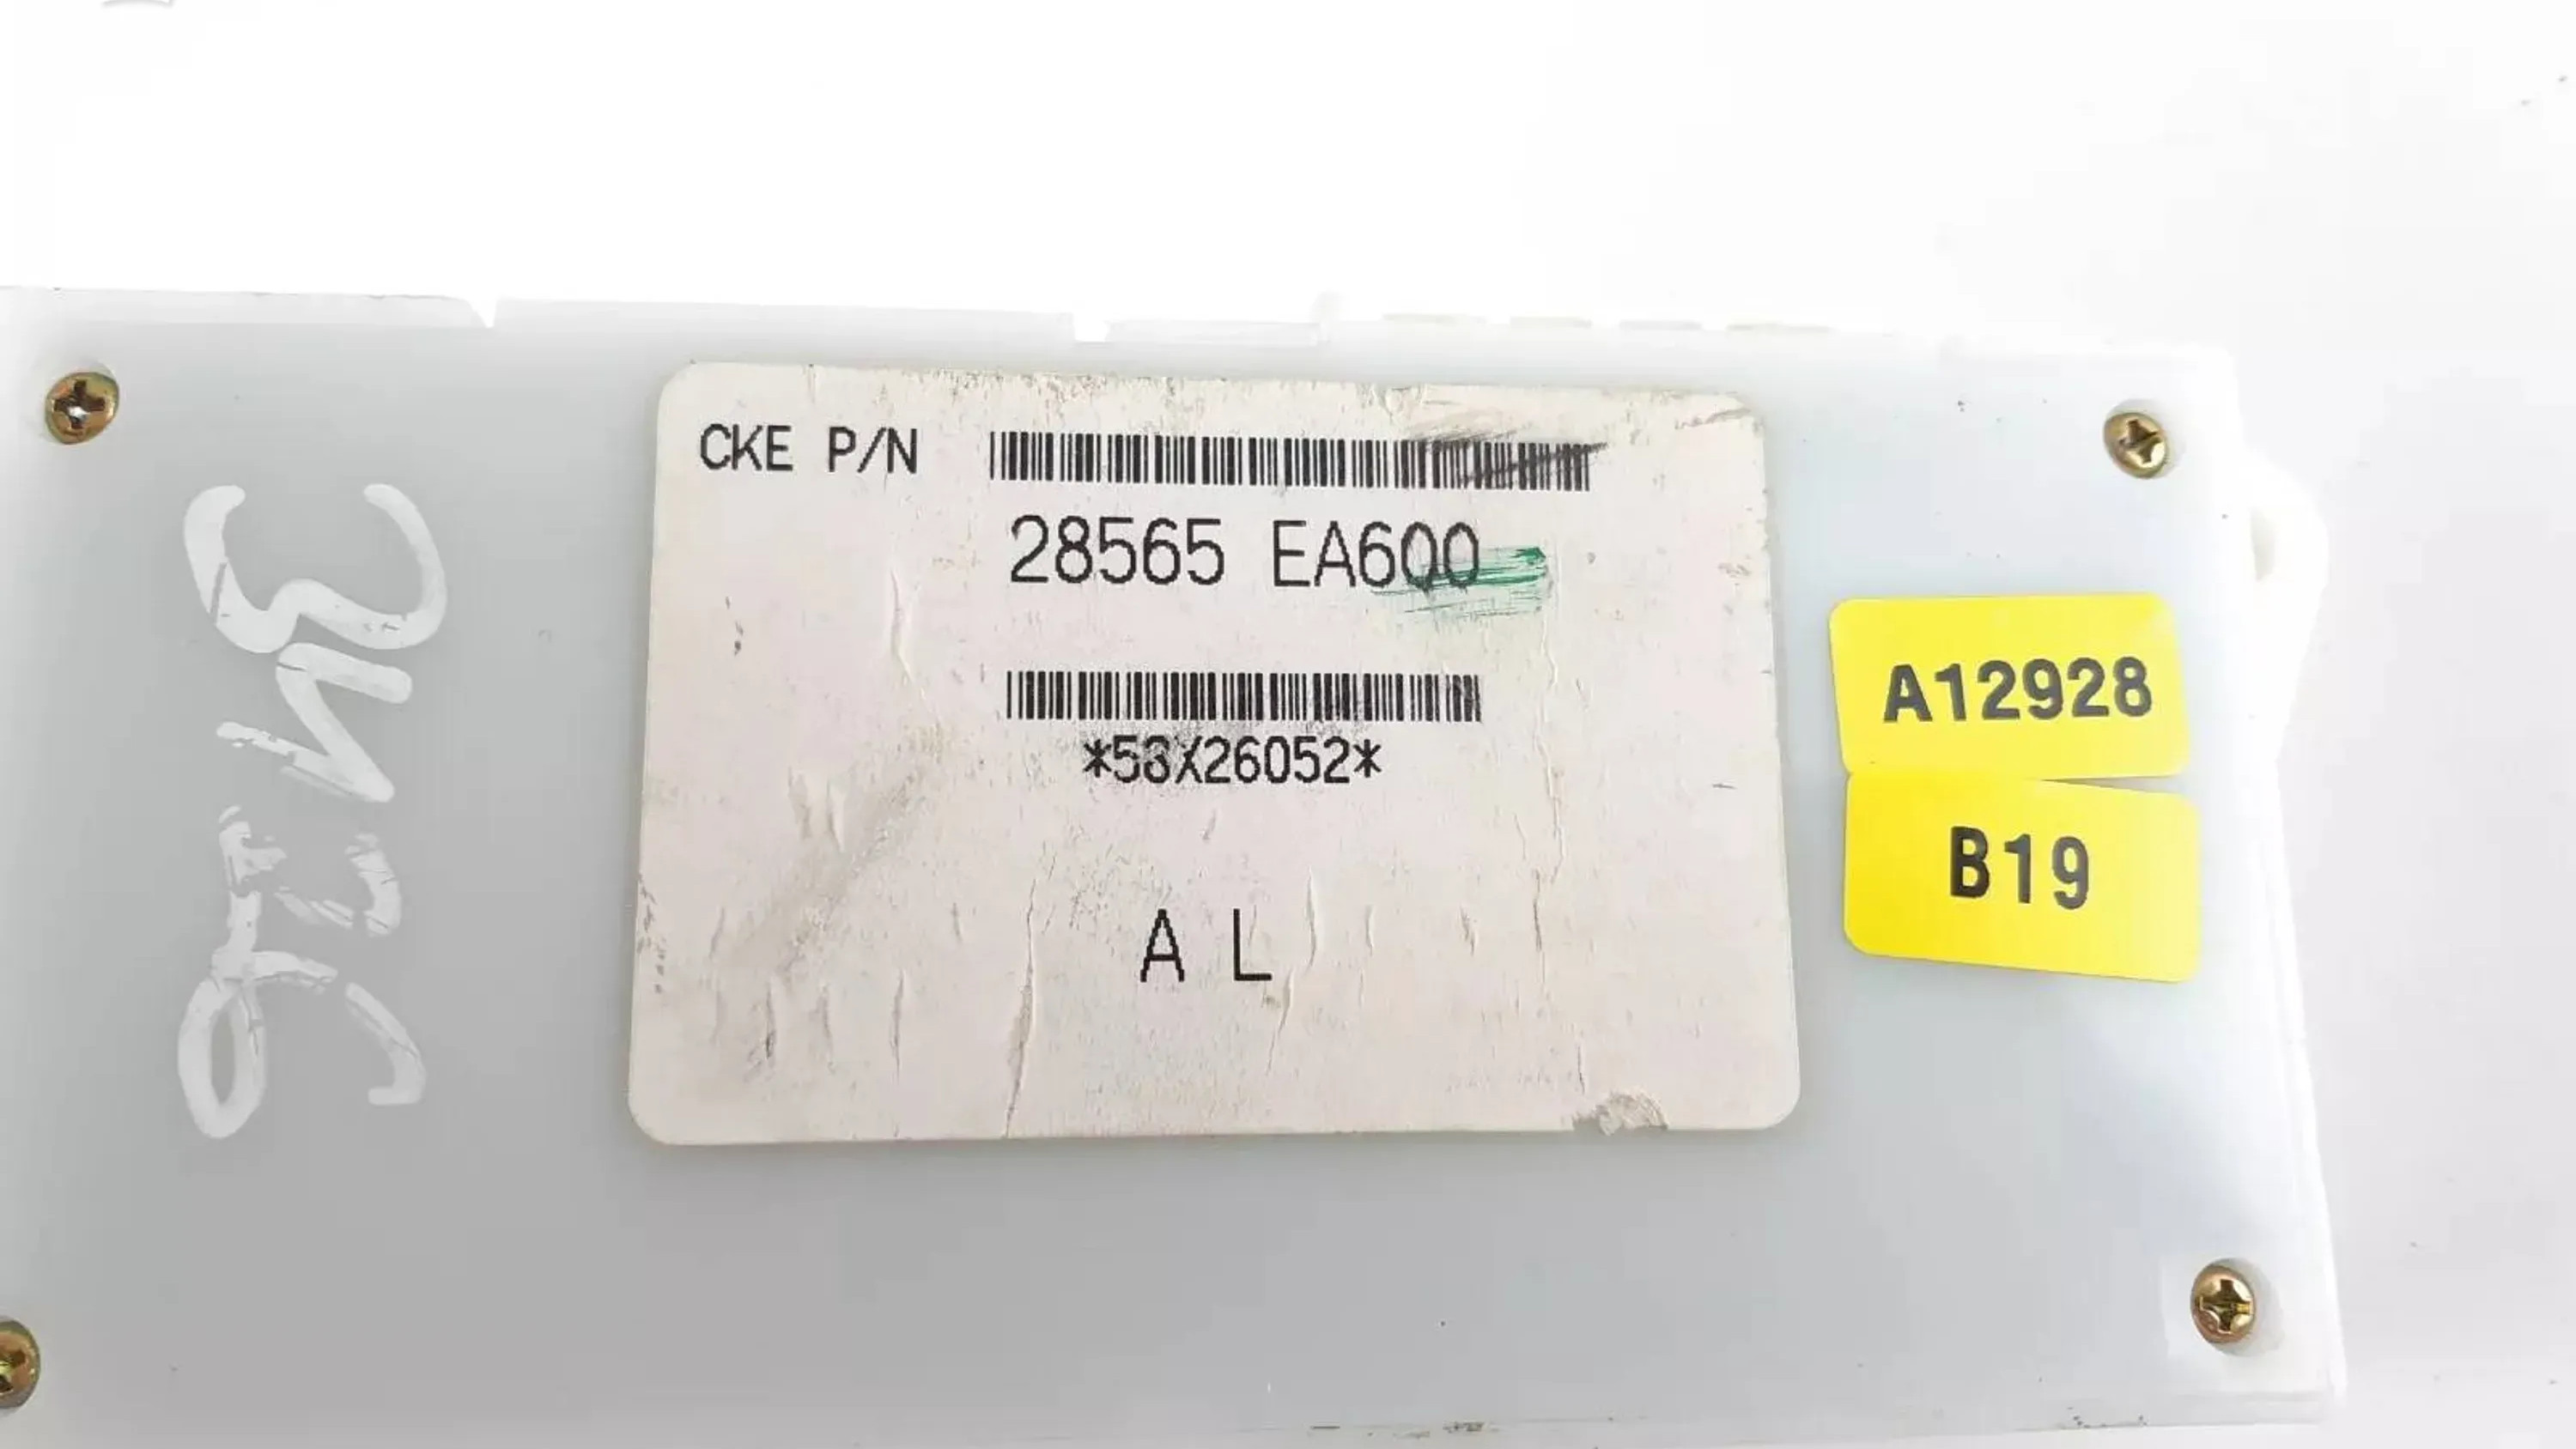 CKE P/N
28565 EA600
*53X26052*
A L
A12928
B19